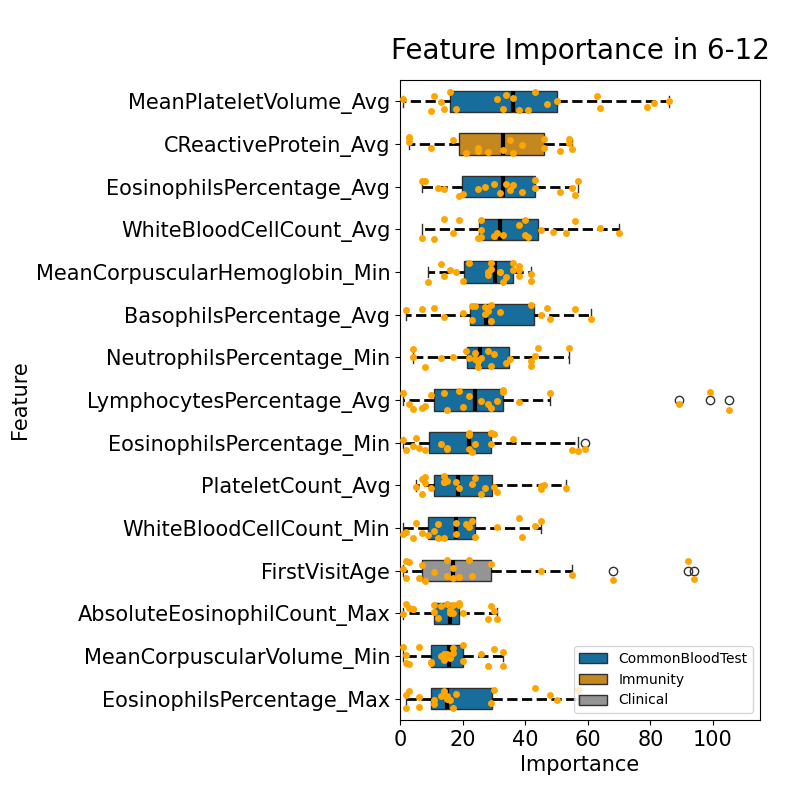 Feature Importance in 6-12
MeanPlateletVolume_Avg
CReactiveProtein_Avg
EosinophilsPercentage_Avg
WhiteBloodCellCount_Avg
MeanCorpuscularHemoglobin_Min
BasophilsPercentage_Avg
NeutrophilsPercentage_Min
LymphocytesPercentage_Avg
EosinophilsPercentage_Min
PlateletCount_Avg
WhiteBloodCellCount_Min
FirstVisitAge
AbsoluteEosinophilCount_Max
MeanCorpuscularVolume_Min
EosinophilsPercentage_Max
Feature
CommonBloodTest
Immunity
Clinical
0 20 40 60 80 100
Importance